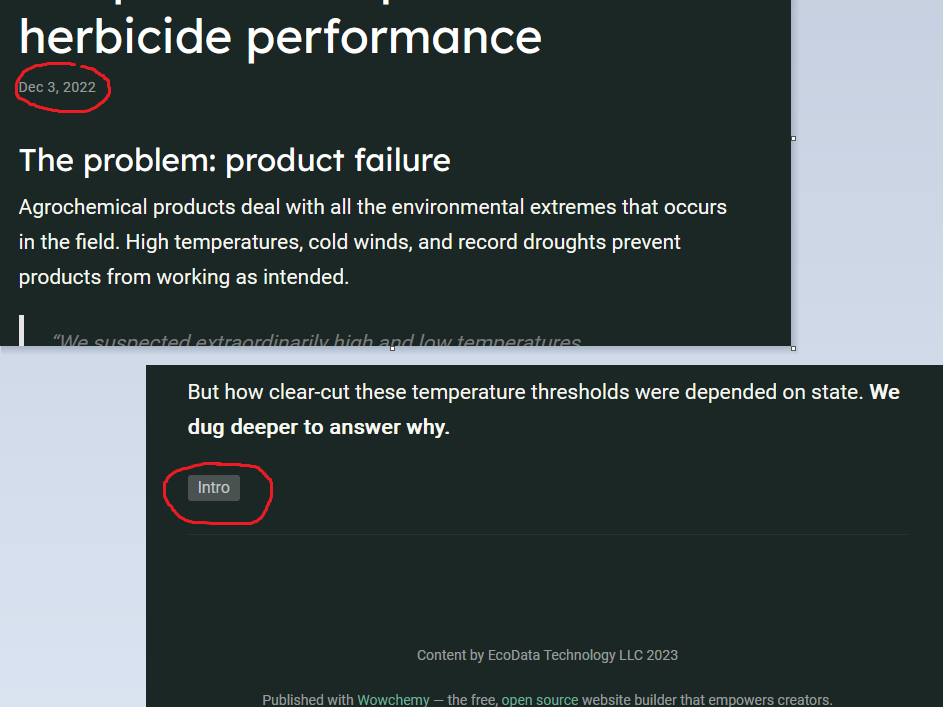 herbicide performance
Dec 3, 2022
The problem: product failure
Agrochemical products deal with all the environmental extremes that occurs
in the field. High temperatures, cold winds, and record droughts prevent
products from working as intended.
“We suspected extraordinarily high and low temperatures
But how clear-cut these temperature thresholds were depended on state. We
dug deeper to answer why.
Intro
Content by EcoData Technology LLC 2023
Published with Wowchemy — the free, open source website builder that empowers creators.